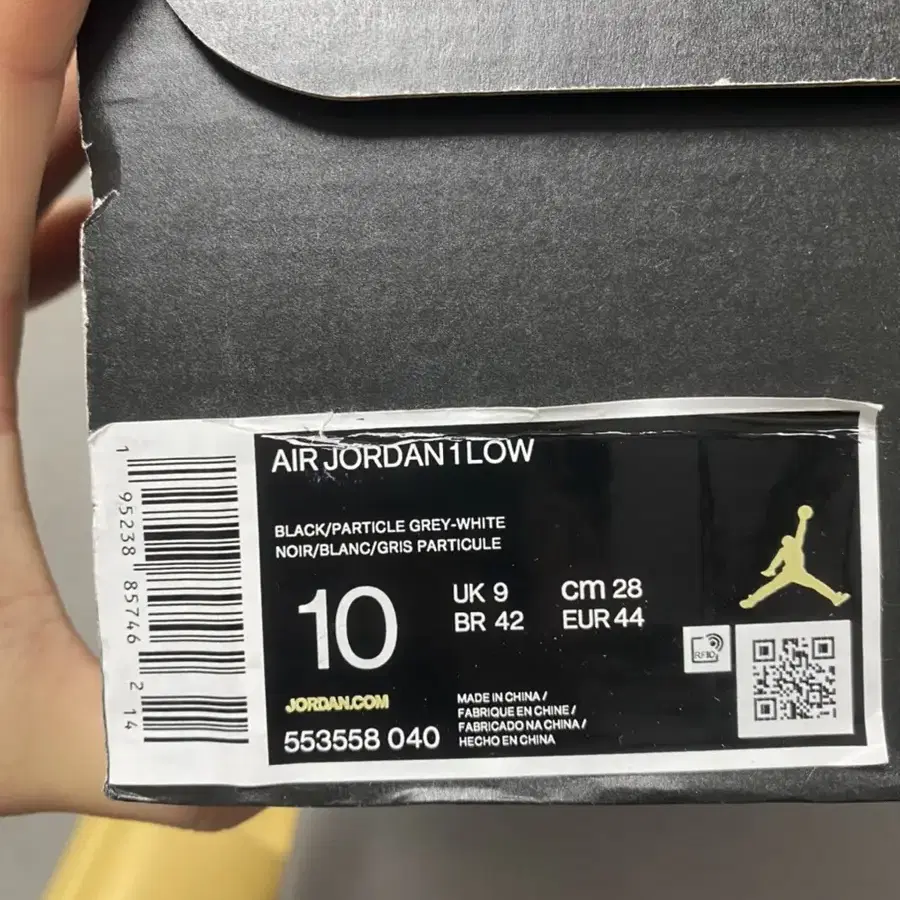 AIR JORDAN 1 LOW
BLACK/PARTICLE GREY-WHITE
NOIR/BLANC/GRIS PARTICULE
10
UK 9 cm 28
BR 42 EUR 44
RFID
JORDAN.COM
553558 040
MADE IN CHINA /
FABRIQUE EN CHINE /
FABRICADO NA CHINA /
HECHO EN CHINA
1 95238 85746 2 14